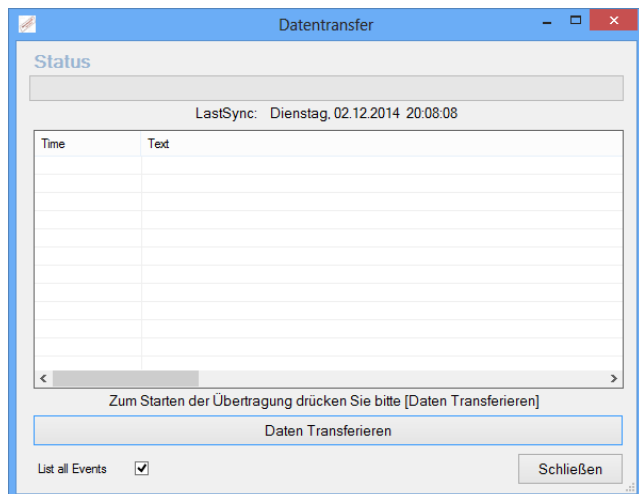 Datentransfer
Status
LastSync: Dienstag, 02.12.2014 20:08:08
Time Text
Zum Starten der Übertragung drücken Sie bitte [Daten Transferieren]
Daten Transferieren
List all Events
Schließen